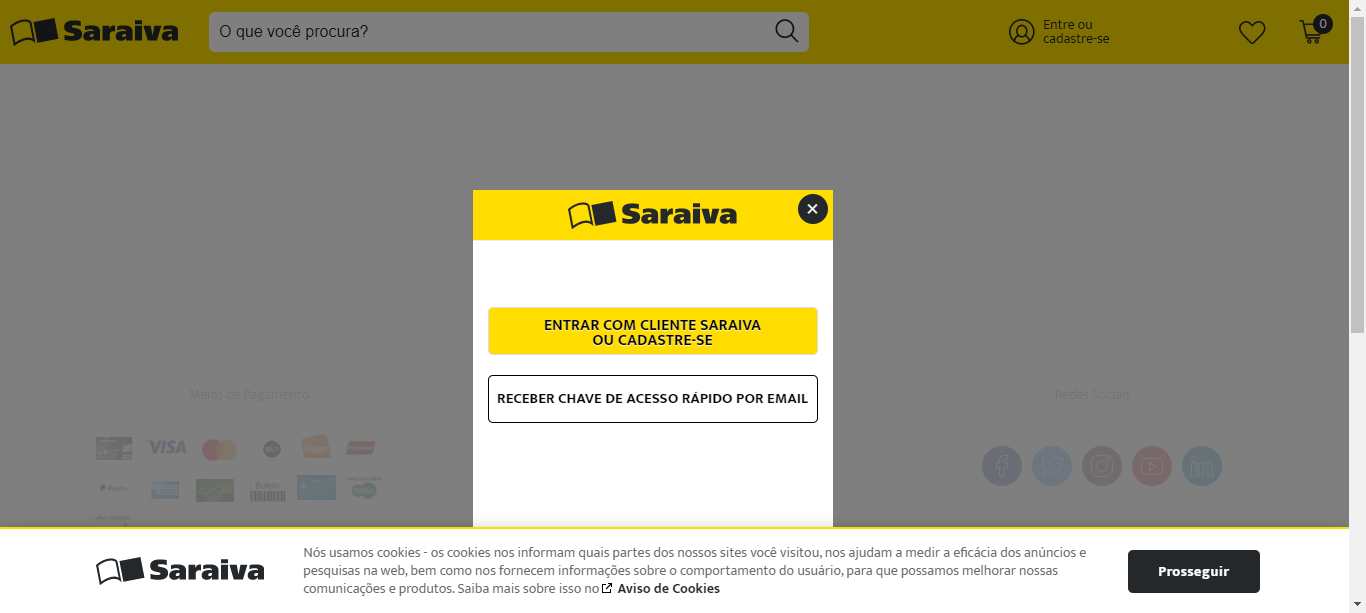 Saraiva
O que você procura?
Entre ou
cadastre-se
0
Saraiva
ENTRAR COM CLIENTE SARAIVA
OU CADASTRE-SE
RECEBER CHAVE DE ACESSO RÁPIDO POR EMAIL
Meios de Pagamento
Redes Sociais
VISA
PayPal
Boleto
Saraiva
Nós usamos cookies - os cookies nos informam quais partes dos nossos sites você visitou, nos ajudam a medir a eficácia dos anúncios e
pesquisas na web, bem como nos fornecem informações sobre o comportamento do usuário, para que possamos melhorar nossas
comunicações e produtos. Saiba mais sobre isso no Aviso de Cookies
Prosseguir